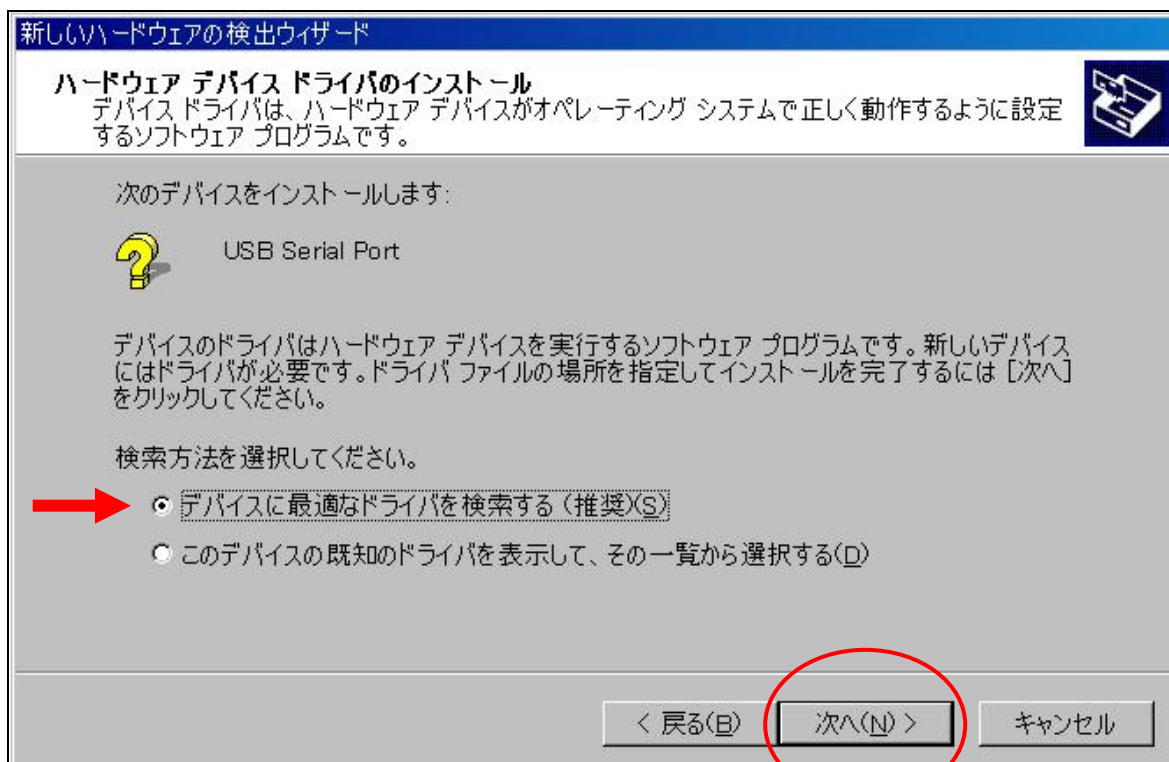 新しいハードウェアの検出ウィザード
ハードウェア デバイス ドライバのインストール
デバイス ドライバは、ハードウェア デバイスがオペレーティング システムで正しく動作するように設定
するソフトウェア プログラムです。
次のデバイスをインストールします:
USB Serial Port
デバイスのドライバはハードウェア デバイスを実行するソフトウェア プログラムです。新しいデバイス
にはドライバが必要です。ドライバ ファイルの場所を指定してインストールを完了するには [次へ]
をクリックしてください。
検索方法を選択してください。
デバイスに最適なドライバを検索する (推奨)(S)
このデバイスの既知のドライバを表示して、その一覧から選択する(D)
< 戻る(B) 次へ(N) > キャンセル